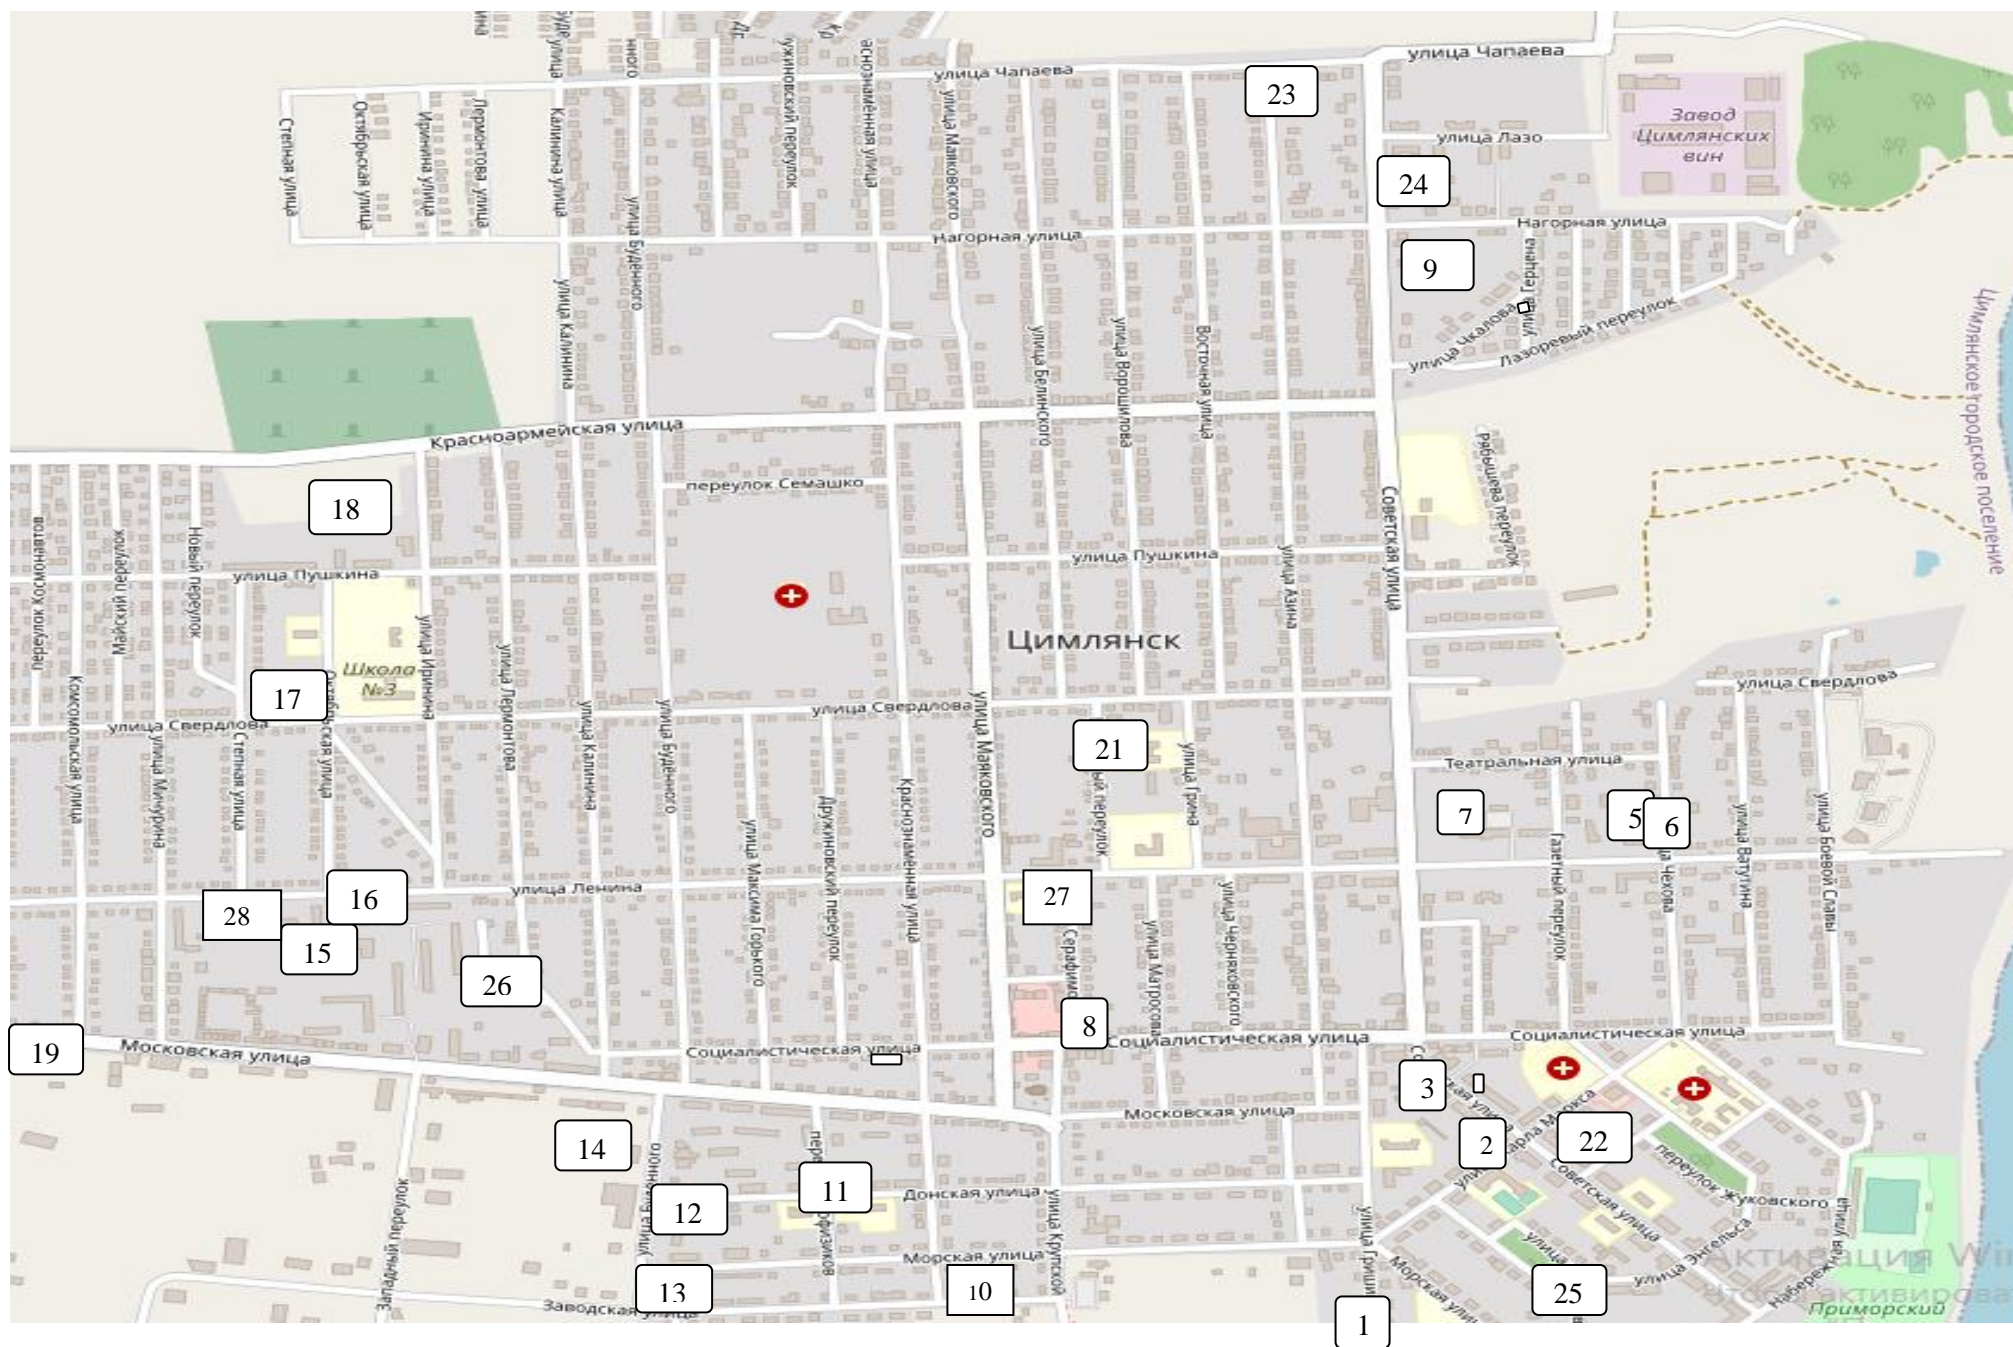 улица Чапаева
улица Чапаева
23
Завод
Цимлянских
вин
улица Лазо
24
Степная улица
Октябрьская улица
Иринина улица
Лермонтова улица
Калинина улица
улица Будённого
улица Маяковского
Нагорная улица
Нагорная улица
9
улица Чкалова
Лазоревый переулок
Цимлянское городское поселение
улица Калинина
улица Белинского
улица Ворошилова
Восточная улица
Красноармейская улица
переулок Семашко
18
Рябышева переулок
Советская улица
переулок Космонавтов
Майский переулок
Новый переулок
улица Пушкина
улица Пушкина
улица Азина
Цимлянск
Школа
№3
17
улица Иринина
улица Лермонтова
Комсомольская улица
улица Свердлова
улица Свердлова
улица Свердлова
улица Мичурина
Степная улица
улица Калинина
улица Будённого
улица Маяковского
21
улица Грина
Театральная улица
7
5
6
улица Ватутина
улица Боевой Славы
улица Максима Горького
Дружиновский переулок
Краснознамённая улица
Газетный переулок
улица Ленина
16
28
27
15
26
улица Матросова
улица Черняховского
8
19
Московская улица
Социалистическая улица
Социалистическая улица
Социалистическая улица
3
Московская улица
2
22
14
11
12
Донская улица
переулок Жуковского
Советская улица
Западный переулок
улица Будённого
Морская улица
улица Крупской
улица Энгельса
Набережная улица
13
10
25
Заводская улица
1
Приморский